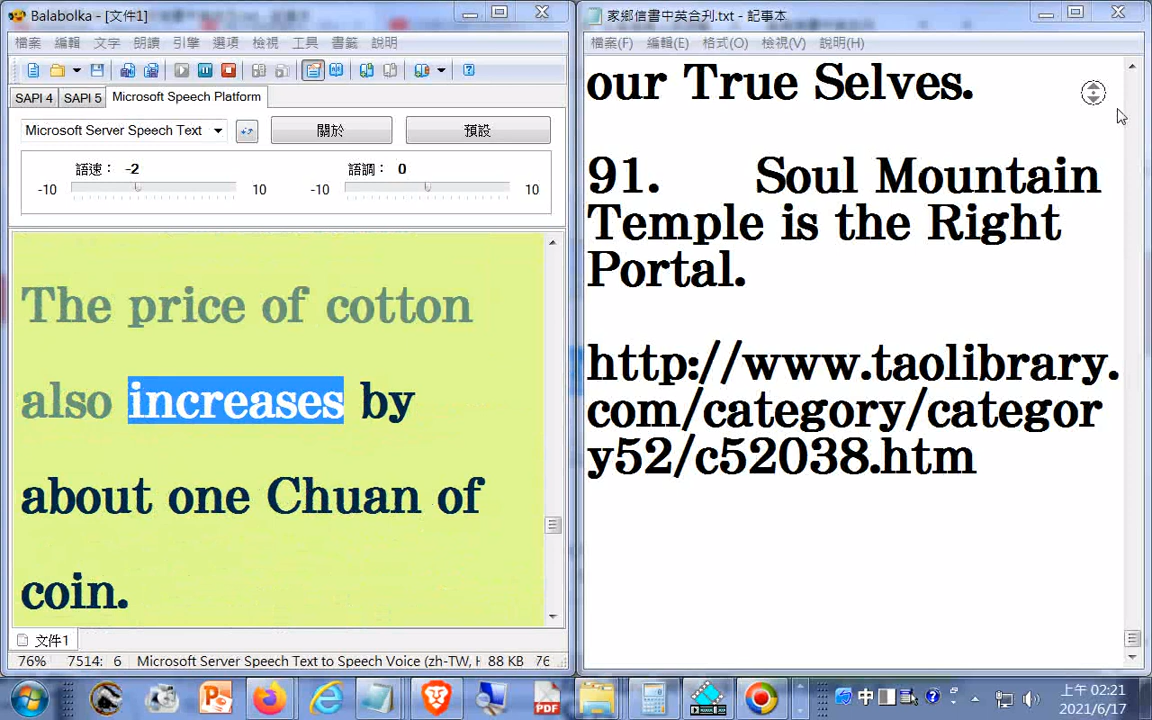 Balabolka - [文件1]
檔案 編輯 文字 朗讀 引擎 選項 檢視 工具 書籤 說明
SAPI 4 SAPI 5 Microsoft Speech Platform
Microsoft Server Speech Text 關於 預設
語速： -2 語調： 0
-10 10 -10 10
The price of cotton
also increases by
about one Chuan of
coin.
文件1
76% 7514: 6 Microsoft Server Speech Text to Speech Voice (zh-TW, H 88 KB 76
家鄉信書中英合刋.txt - 記事本
檔案(F) 編輯(E) 格式(O) 檢視(V) 說明(H)
our True Selves.
91. Soul Mountain
Temple is the Right
Portal.
http://www.taolibrary.
com/category/categor
y52/c52038.htm
PDF
中
上午 02:21
2021/6/17